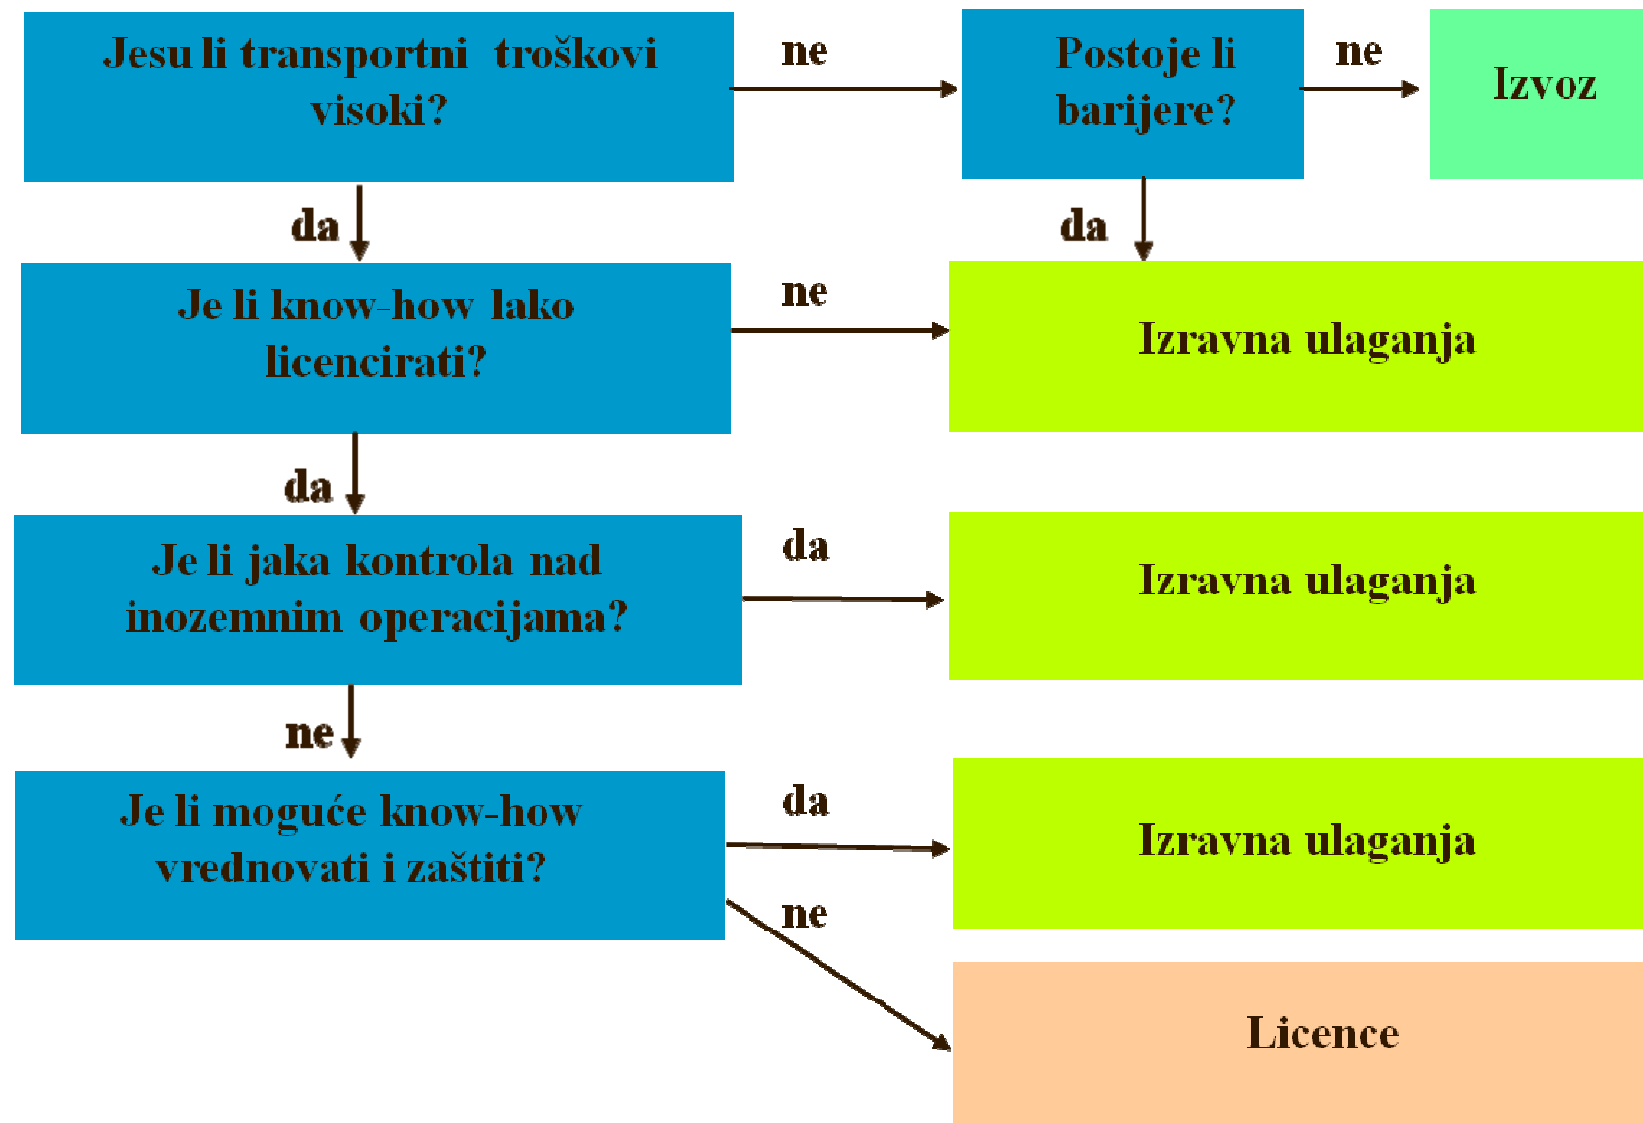 Jesu li transportni troškovi
visoki?
ne
Postoje li
barijere?
ne
Izvoz
da
da
Je li know-how lako
licencirati?
ne
Izravna ulaganja
da
Je li jaka kontrola nad
inozemnim operacijama?
da
Izravna ulaganja
ne
Je li moguće know-how
vrednovati i zaštiti?
da
Izravna ulaganja
ne
Licence